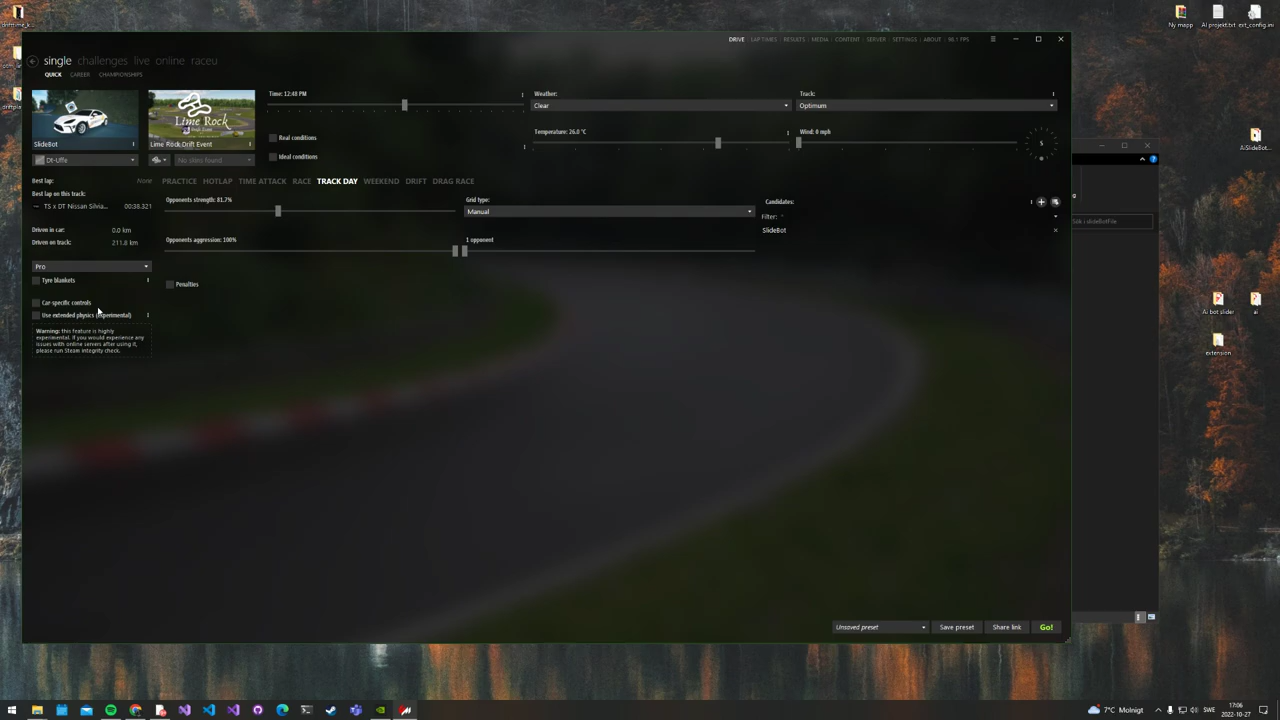 driftime_k...
Ny mapp
Ai projekt.txt
ext_config.ini
DRIVE
LAP TIMES
RESULTS
MEDIA
CONTENT
SERVER
SETTINGS
ABOUT
single
challenges
live
online
raceu
QUICK
CAREER
CHAMPIONSHIPS
Time: 12:48 PM
Weather:
Track:
Clear
Optimum
Lime Rock
SlideBot
Lime Rock Drift Event
Real conditions
Temperature: 26.0 °C
Wind: 0 mph
S
Ideal conditions
Dt-Uffe
Best lap:
None
PRACTICE
HOTLAP
TIME ATTACK
RACE
TRACK DAY
WEEKEND
DRIFT
DRAG RACE
Best lap on this track:
TS x DT Nissan Silvia...
00:38.321
Opponents strength: 81.7%
Grid type:
Candidates:
Manual
Filter:
SlideBot
Driven in car:
0.0 km
Driven on track:
211.8 km
Opponents aggression: 100%
1 opponent
Pro
Tyre blankets
Penalties
Car-specific controls
Use extended physics (experimental)
Warning: this feature is highly
experimental. If you would experience any
issues with online servers after using it,
please run Steam integrity check.
AiSlideBot...
Ai bot slider
ai
extension
Unsaved preset
Save preset
Share link
Go!
7°C Molnigt
SWE
17:06
2022-10-27